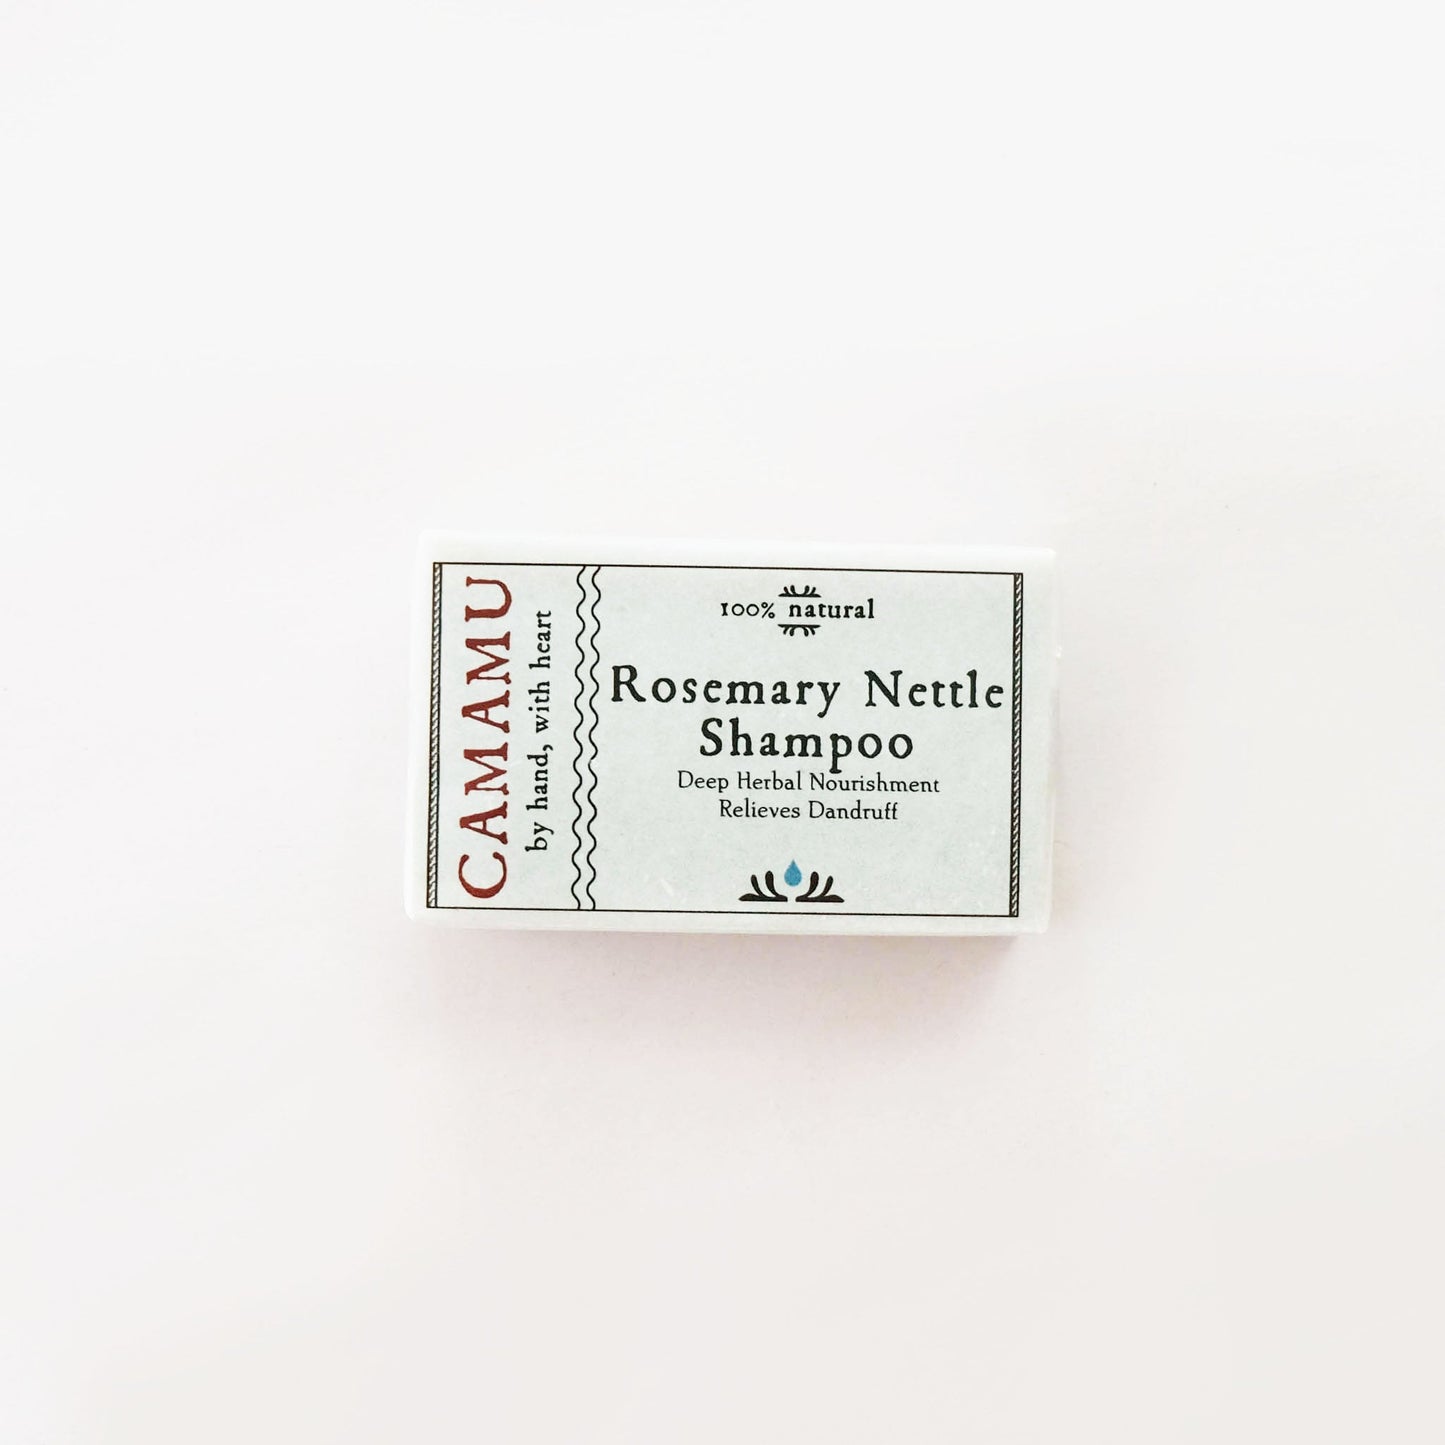 CAMAMU
by hand, with heart
100% natural
Rosemary Nettle
Shampoo
Deep Herbal Nourishment
Relieves Dandruff